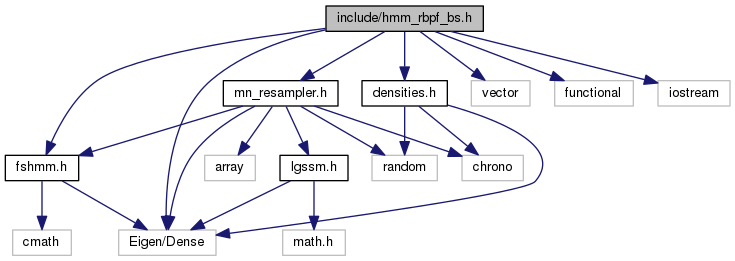 include/hmm_rbpf_bs.h
mn_resampler.h
densities.h
vector
functional
iostream
fshmm.h
array
lgssm.h
random
chrono
cmath
Eigen/Dense
math.h